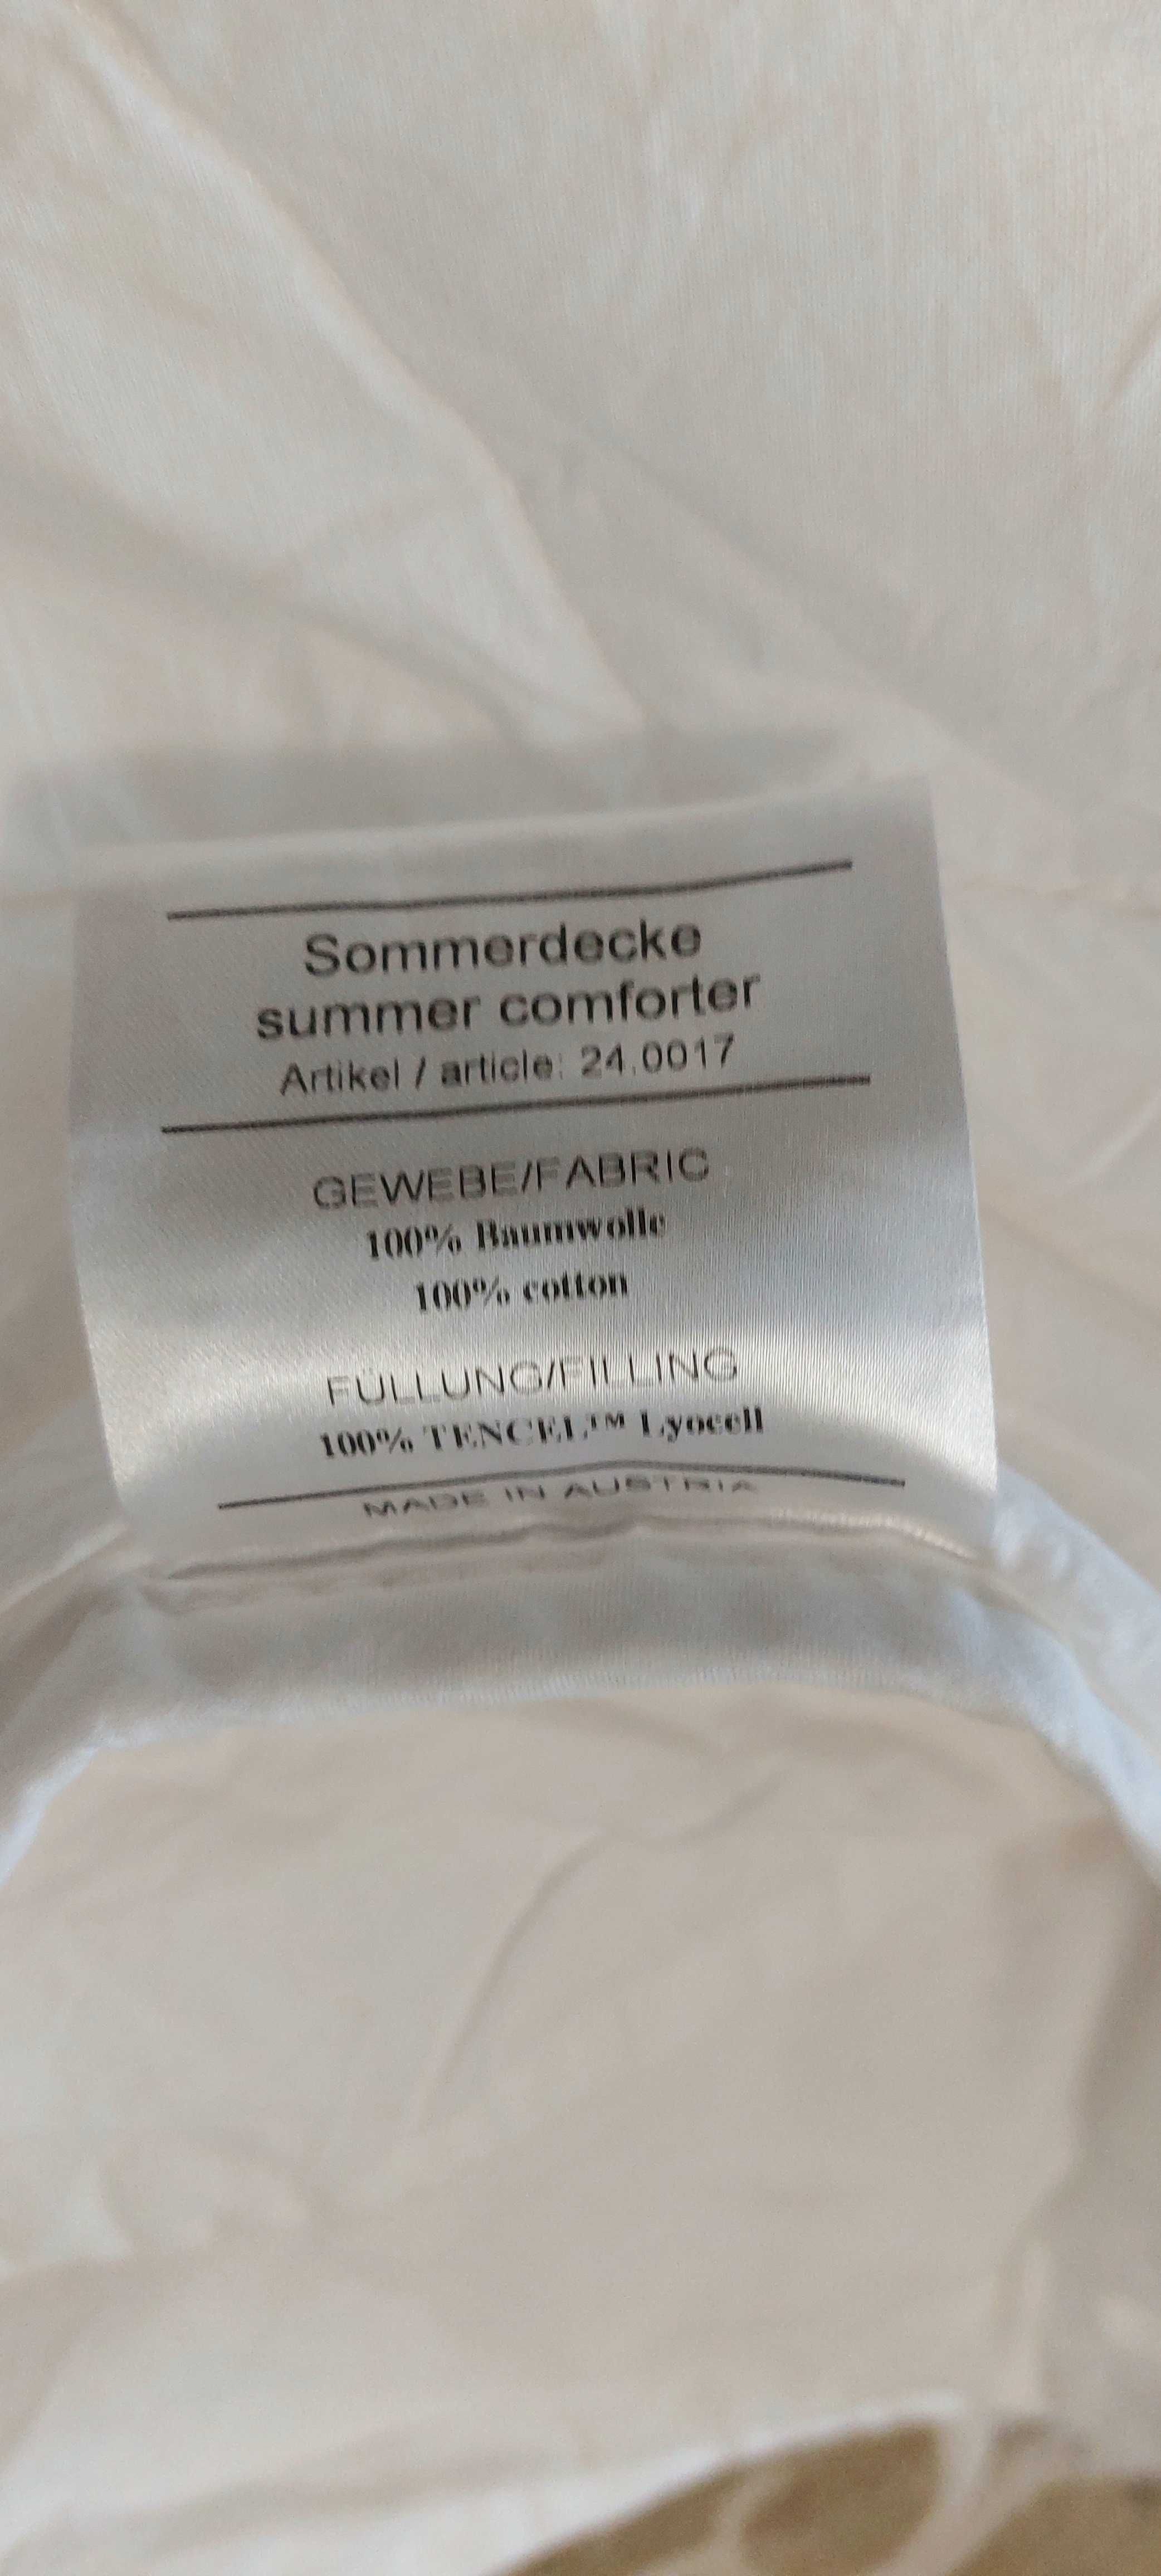 Sommerdecke
summer comforter
Artikel / article: 24.0017
GEWEBE/FABRIC
100% Baumwolle
100% cotton
FÜLLUNG/FILLING
100% TENCEL™ Lyocell
MADE IN AUSTRIA